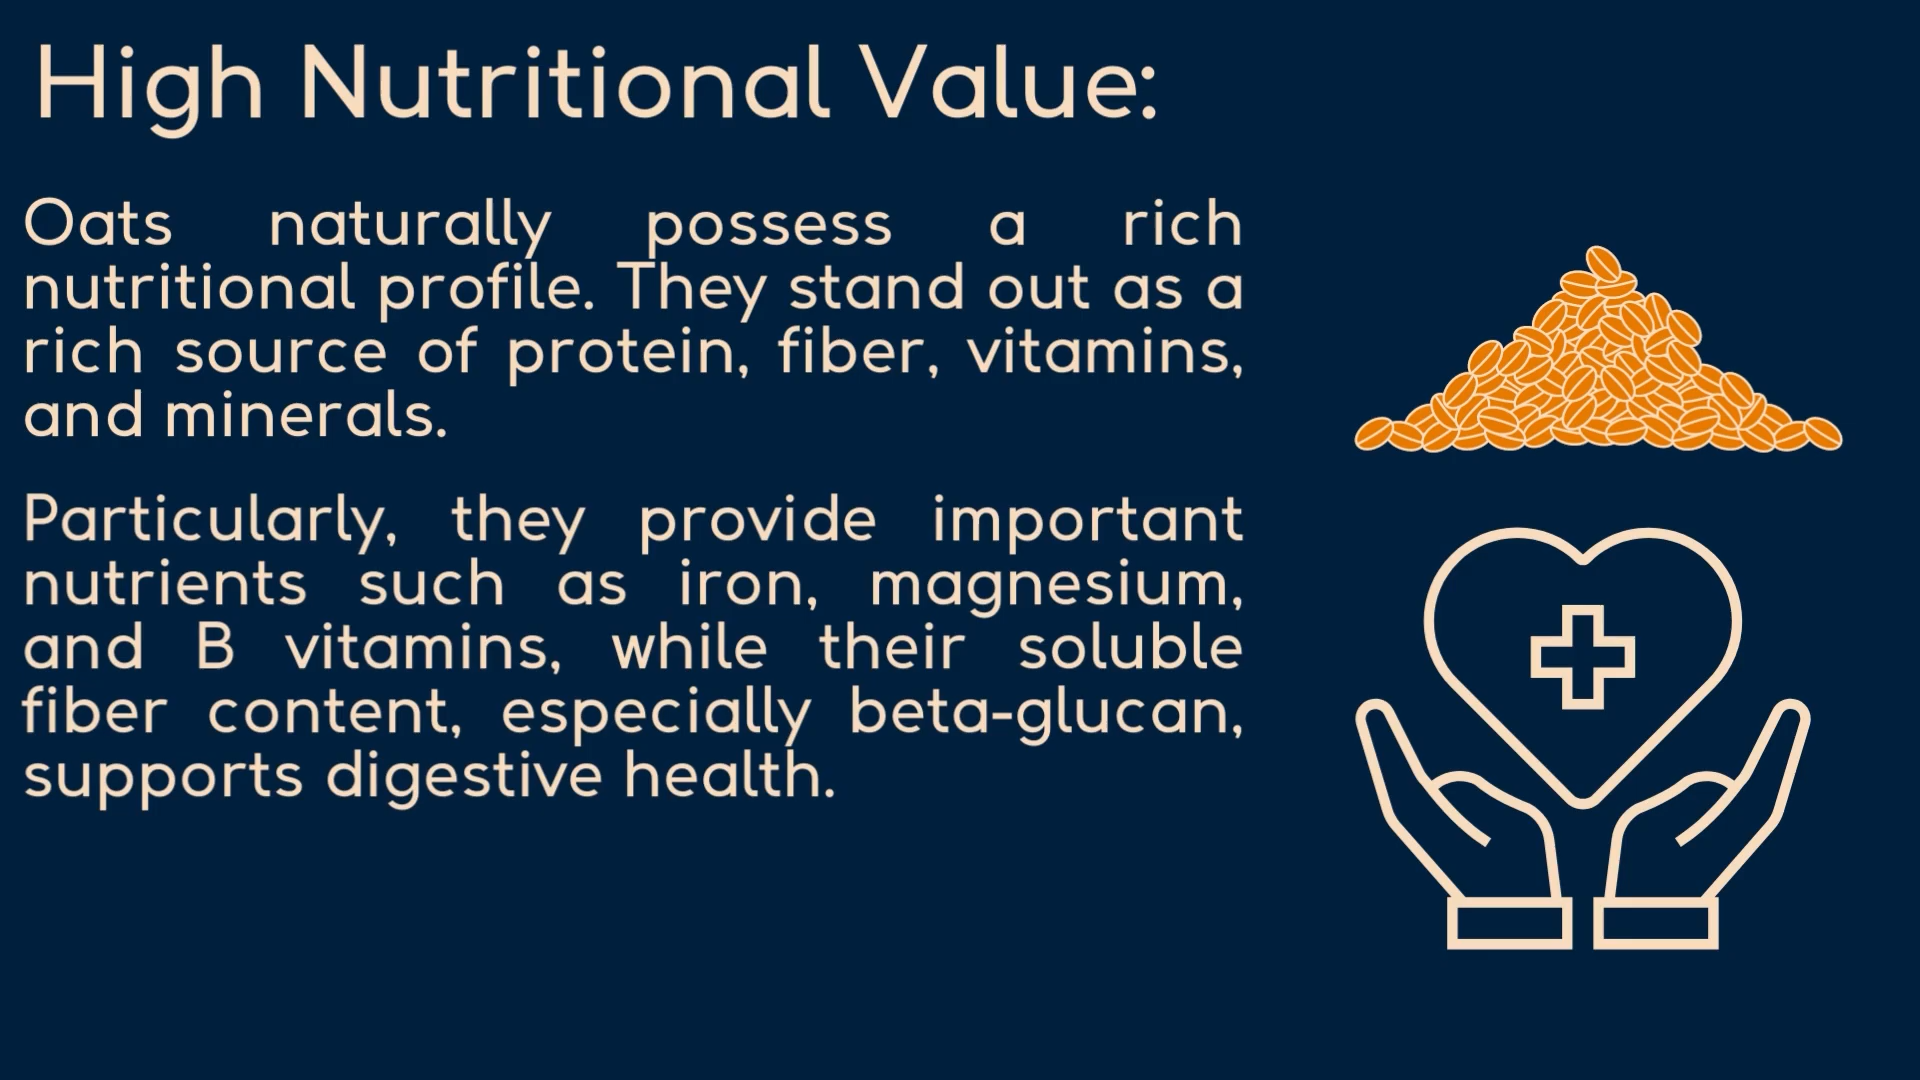 High Nutritional Value:
Oats naturally possess a rich
nutritional profile. They stand out as a
rich source of protein, fiber, vitamins,
and minerals.
Particularly, they provide important
nutrients such as iron, magnesium,
and B vitamins, while their soluble
fiber content, especially beta-glucan,
supports digestive health.